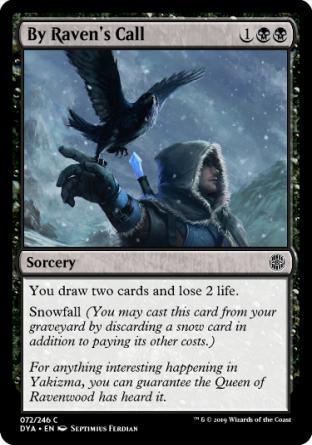 By Raven's Call 1
Sorcery
You draw two cards and lose 2 life.
Snowfall (You may cast this card from your
graveyard by discarding a snow card in
addition to paying its other costs.)
For anything interesting happening in
Yakizma, you can guarantee the Queen of
Ravenwood has heard it.
072/246 C
DYA • EN SEPTIMIUS FERDIAN
™ & © 2019 Wizards of the Coast